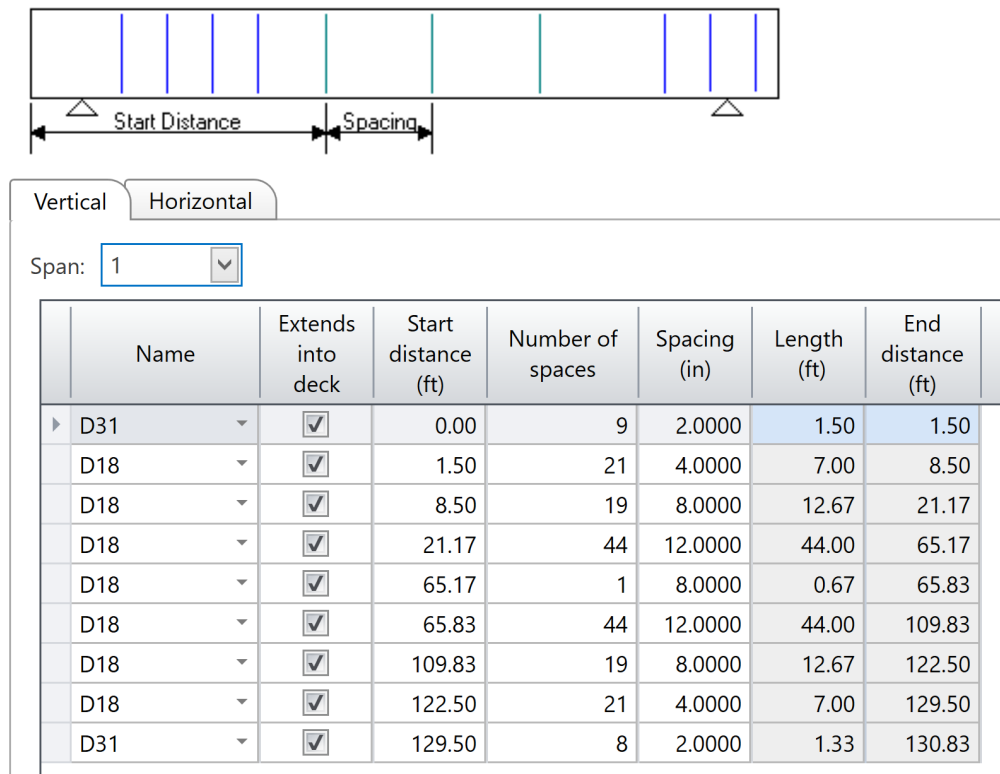 Start Distance Spacing
Vertical Horizontal
Span: 1
Name Extends into deck Start distance (ft) Number of spaces Spacing (in) Length (ft) End distance (ft)
D31 0.00 9 2.0000 1.50 1.50
D18 1.50 21 4.0000 7.00 8.50
D18 8.50 19 8.0000 12.67 21.17
D18 21.17 44 12.0000 44.00 65.17
D18 65.17 1 8.0000 0.67 65.83
D18 65.83 44 12.0000 44.00 109.83
D18 109.83 19 8.0000 12.67 122.50
D18 122.50 21 4.0000 7.00 129.50
D31 129.50 8 2.0000 1.33 130.83